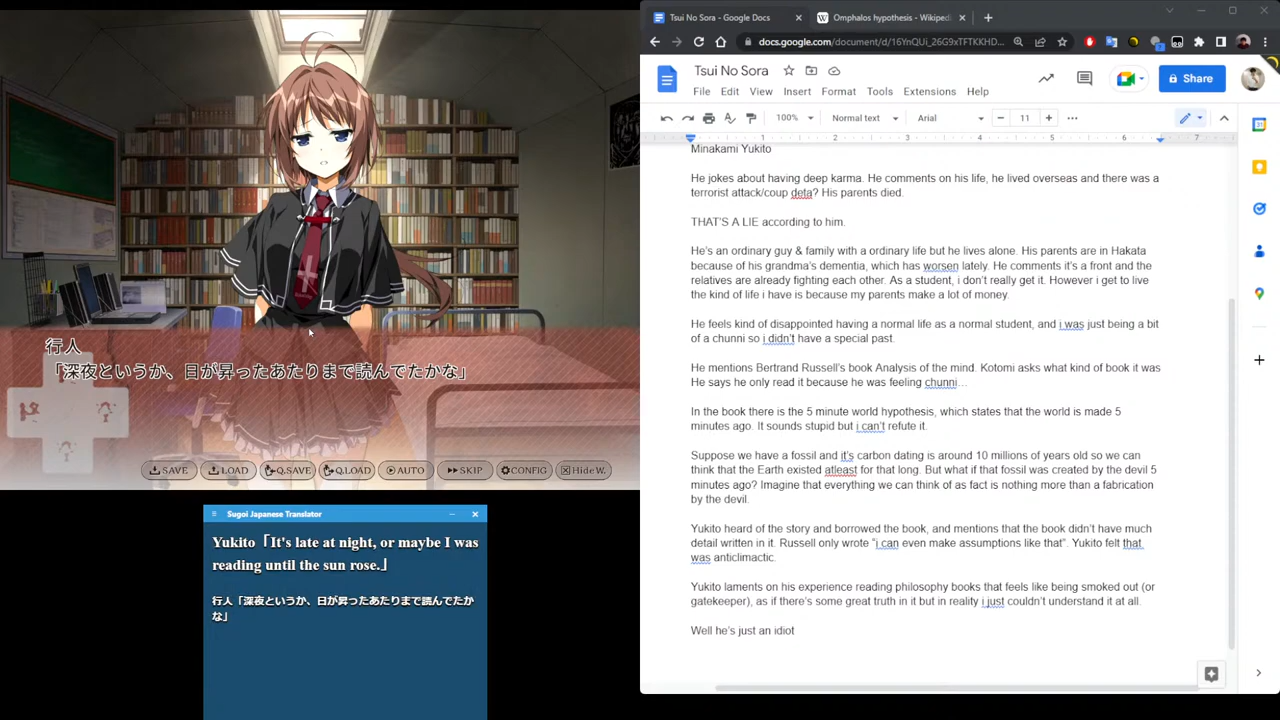 行人
「深夜というか、日が昇ったあたりまで読んでたかな」
SAVE
LOAD
Q.SAVE
Q.LOAD
AUTO
SKIP
CONFIG
Hide W.
Sugoi Japanese Translator
Yukito「It's late at night, or maybe I was
reading until the sun rose.」
行人「深夜というか、日が昇ったあたりまで読んでたか
な」
Tsui No Sora - Google Docs
Omphalos hypothesis - Wikiped
docs.google.com/document/d/16YnQUi_26G9xTFTKKHD...
Tsui No Sora
File Edit View Insert Format Tools Extensions Help
Share
100% Normal text Arial 11
1 2 3 4 5 6 7
Minakami Yukito
He jokes about having deep karma. He comments on his life, he lived overseas and there was a
terrorist attack/coup deta? His parents died.
THAT'S A LIE according to him.
He's an ordinary guy & family with a ordinary life but he lives alone. His parents are in Hakata
because of his grandma's dementia, which has worsen lately. He comments it's a front and the
relatives are already fighting each other. As a student, i don't really get it. However i get to live
the kind of life i have is because my parents make a lot of money.
He feels kind of disappointed having a normal life as a normal student, and i was just being a bit
of a chunni so i didn't have a special past.
He mentions Bertrand Russell's book Analysis of the mind. Kotomi asks what kind of book it was
He says he only read it because he was feeling chunni…
In the book there is the 5 minute world hypothesis, which states that the world is made 5
minutes ago. It sounds stupid but i can't refute it.
Suppose we have a fossil and it's carbon dating is around 10 millions of years old so we can
think that the Earth existed atleast for that long. But what if that fossil was created by the devil 5
minutes ago? Imagine that everything we can think of as fact is nothing more than a fabrication
by the devil.
Yukito heard of the story and borrowed the book, and mentions that the book didn't have much
detail written in it. Russell only wrote "i can even make assumptions like that". Yukito felt that
was anticlimactic.
Yukito laments on his experience reading philosophy books that feels like being smoked out (or
gatekeeper), as if there's some great truth in it but in reality i just couldn't understand it at all.
Well he's just an idiot